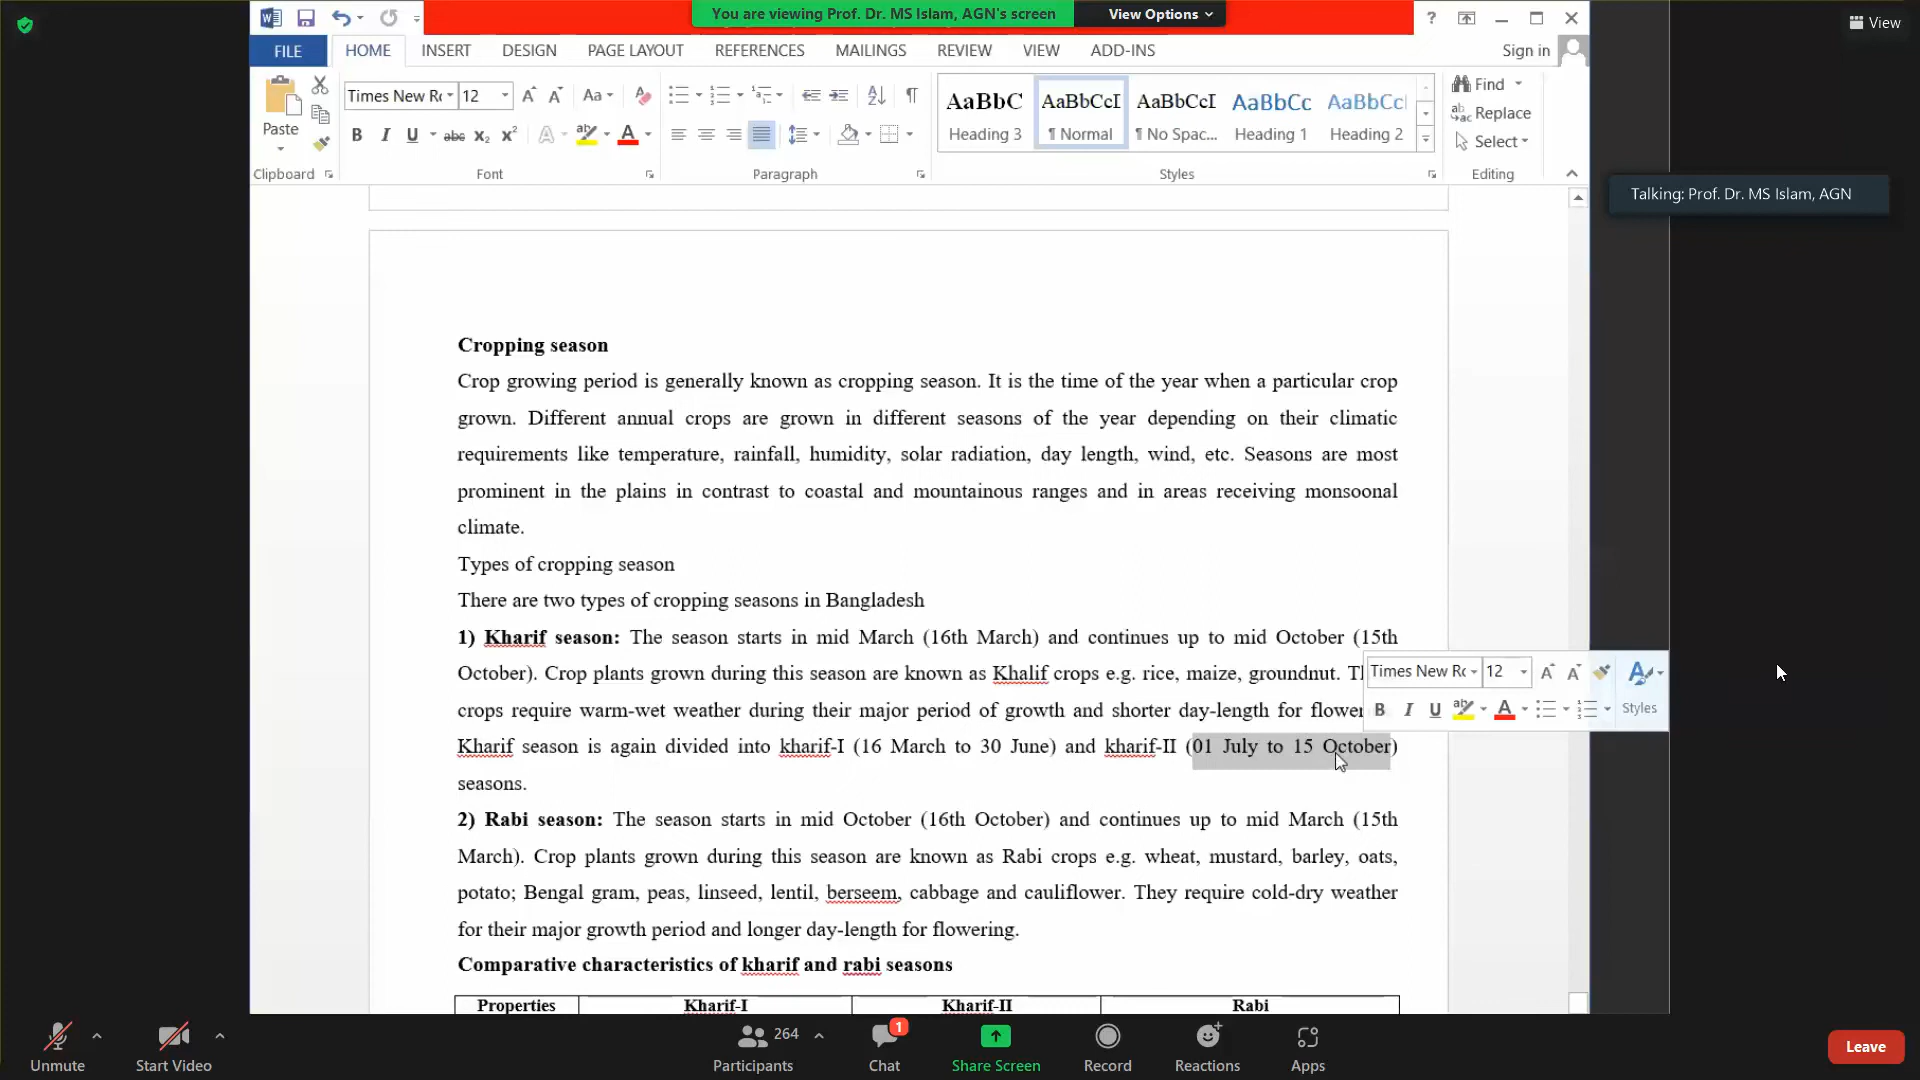 You are viewing Prof. Dr. MS Islam, AGN's screen
View Options
View
FILE HOME INSERT DESIGN PAGE LAYOUT REFERENCES MAILINGS REVIEW VIEW ADD-INS Sign in
Paste
Clipboard
Times New Rc 12
Aa
B I U abc X₂ X² A ab A
Font
Paragraph
AaBbC AaBbCcI AaBbCcI AaBbCc AaBbCc
Heading 3 ¶ Normal ¶ No Spac... Heading 1 Heading 2
Styles
Find
Replace
Select
Editing
Talking: Prof. Dr. MS Islam, AGN
Cropping season
Crop growing period is generally known as cropping season. It is the time of the year when a particular crop
grown. Different annual crops are grown in different seasons of the year depending on their climatic
requirements like temperature, rainfall, humidity, solar radiation, day length, wind, etc. Seasons are most
prominent in the plains in contrast to coastal and mountainous ranges and in areas receiving monsoonal
climate.
Types of cropping season
There are two types of cropping seasons in Bangladesh
1) Kharif season: The season starts in mid March (16th March) and continues up to mid October (15th
October). Crop plants grown during this season are known as Khalif crops e.g. rice, maize, groundnut.
crops require warm-wet weather during their major period of growth and shorter day-length for flower
Kharif season is again divided into kharif-I (16 March to 30 June) and kharif-II (01 July to 15 October)
seasons.
Times New Rc 12
B I U ab A Styles
2) Rabi season: The season starts in mid October (16th October) and continues up to mid March (15th
March). Crop plants grown during this season are known as Rabi crops e.g. wheat, mustard, barley, oats,
potato; Bengal gram, peas, linseed, lentil, berseem, cabbage and cauliflower. They require cold-dry weather
for their major growth period and longer day-length for flowering.
Comparative characteristics of kharif and rabi seasons
Properties Kharif-I Kharif-II Rabi
Unmute
Start Video
264
Participants
1
Chat
Share Screen
Record
Reactions
Apps
Leave